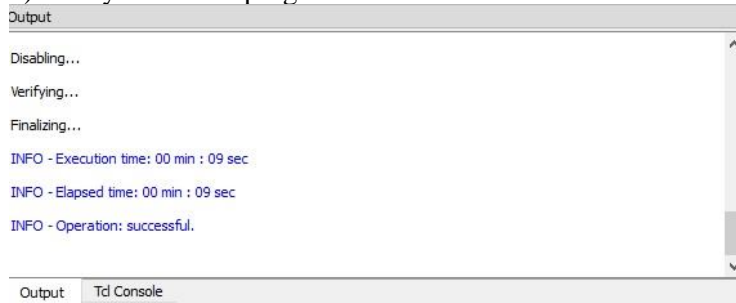 Output
Disabling...
Verifying...
Finalizing...
INFO - Execution time: 00 min : 09 sec
INFO - Elapsed time: 00 min : 09 sec
INFO - Operation: successful.
Output Tcl Console